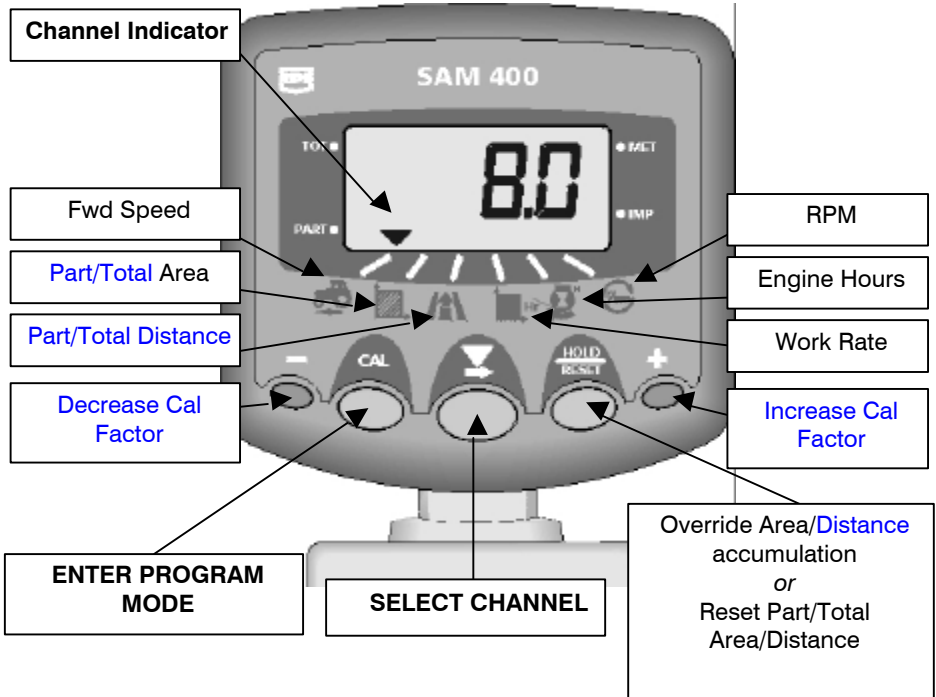 Channel Indicator
SAM 400
TOT
MET
8.0
PART
IMP
Fwd Speed
Part/Total Area
Part/Total Distance
Decrease Cal
Factor
RPM
Engine Hours
Work Rate
Increase Cal
Factor
H
Hr
-
CAL
HOLD
RESET
+
ENTER PROGRAM
MODE
SELECT CHANNEL
Override Area/Distance
accumulation
or
Reset Part/Total
Area/Distance